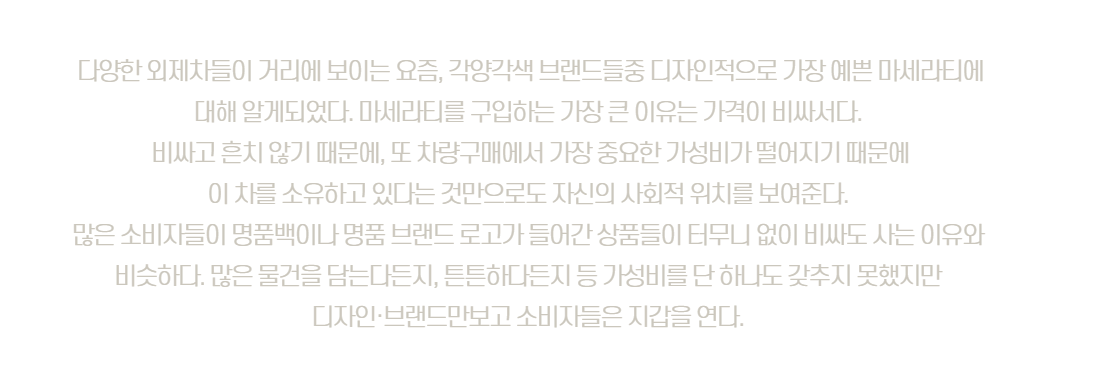 다양한 외제차들이 거리에 보이는 요즘, 각양각색 브랜드들중 디자인적으로 가장 예쁜 마세라티에
대해 알게되었다. 마세라티를 구입하는 가장 큰 이유는 가격이 비싸서다.
비싸고 흔치 않기 때문에, 또 차량구매에서 가장 중요한 가성비가 떨어지기 때문에
이 차를 소유하고 있다는 것만으로도 자신의 사회적 위치를 보여준다.
많은 소비자들이 명품백이나 명품 브랜드 로고가 들어간 상품들이 터무니 없이 비싸도 사는 이유와
비슷하다. 많은 물건을 담는다든지, 튼튼하다든지 등 가성비를 단 하나도 갖추지 못했지만
디자인·브랜드만보고 소비자들은 지갑을 연다.